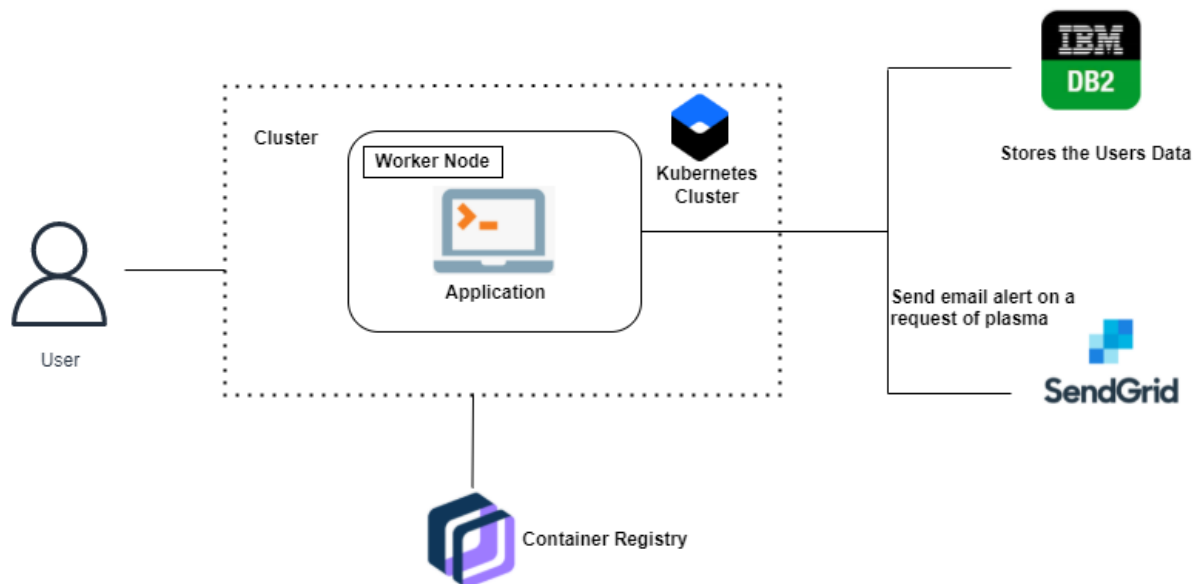 IBM
DB2
Stores the Users Data
Cluster
Worker Node
Kubernetes
Cluster
Application
User
Send email alert on a
request of plasma
SendGrid
Container Registry